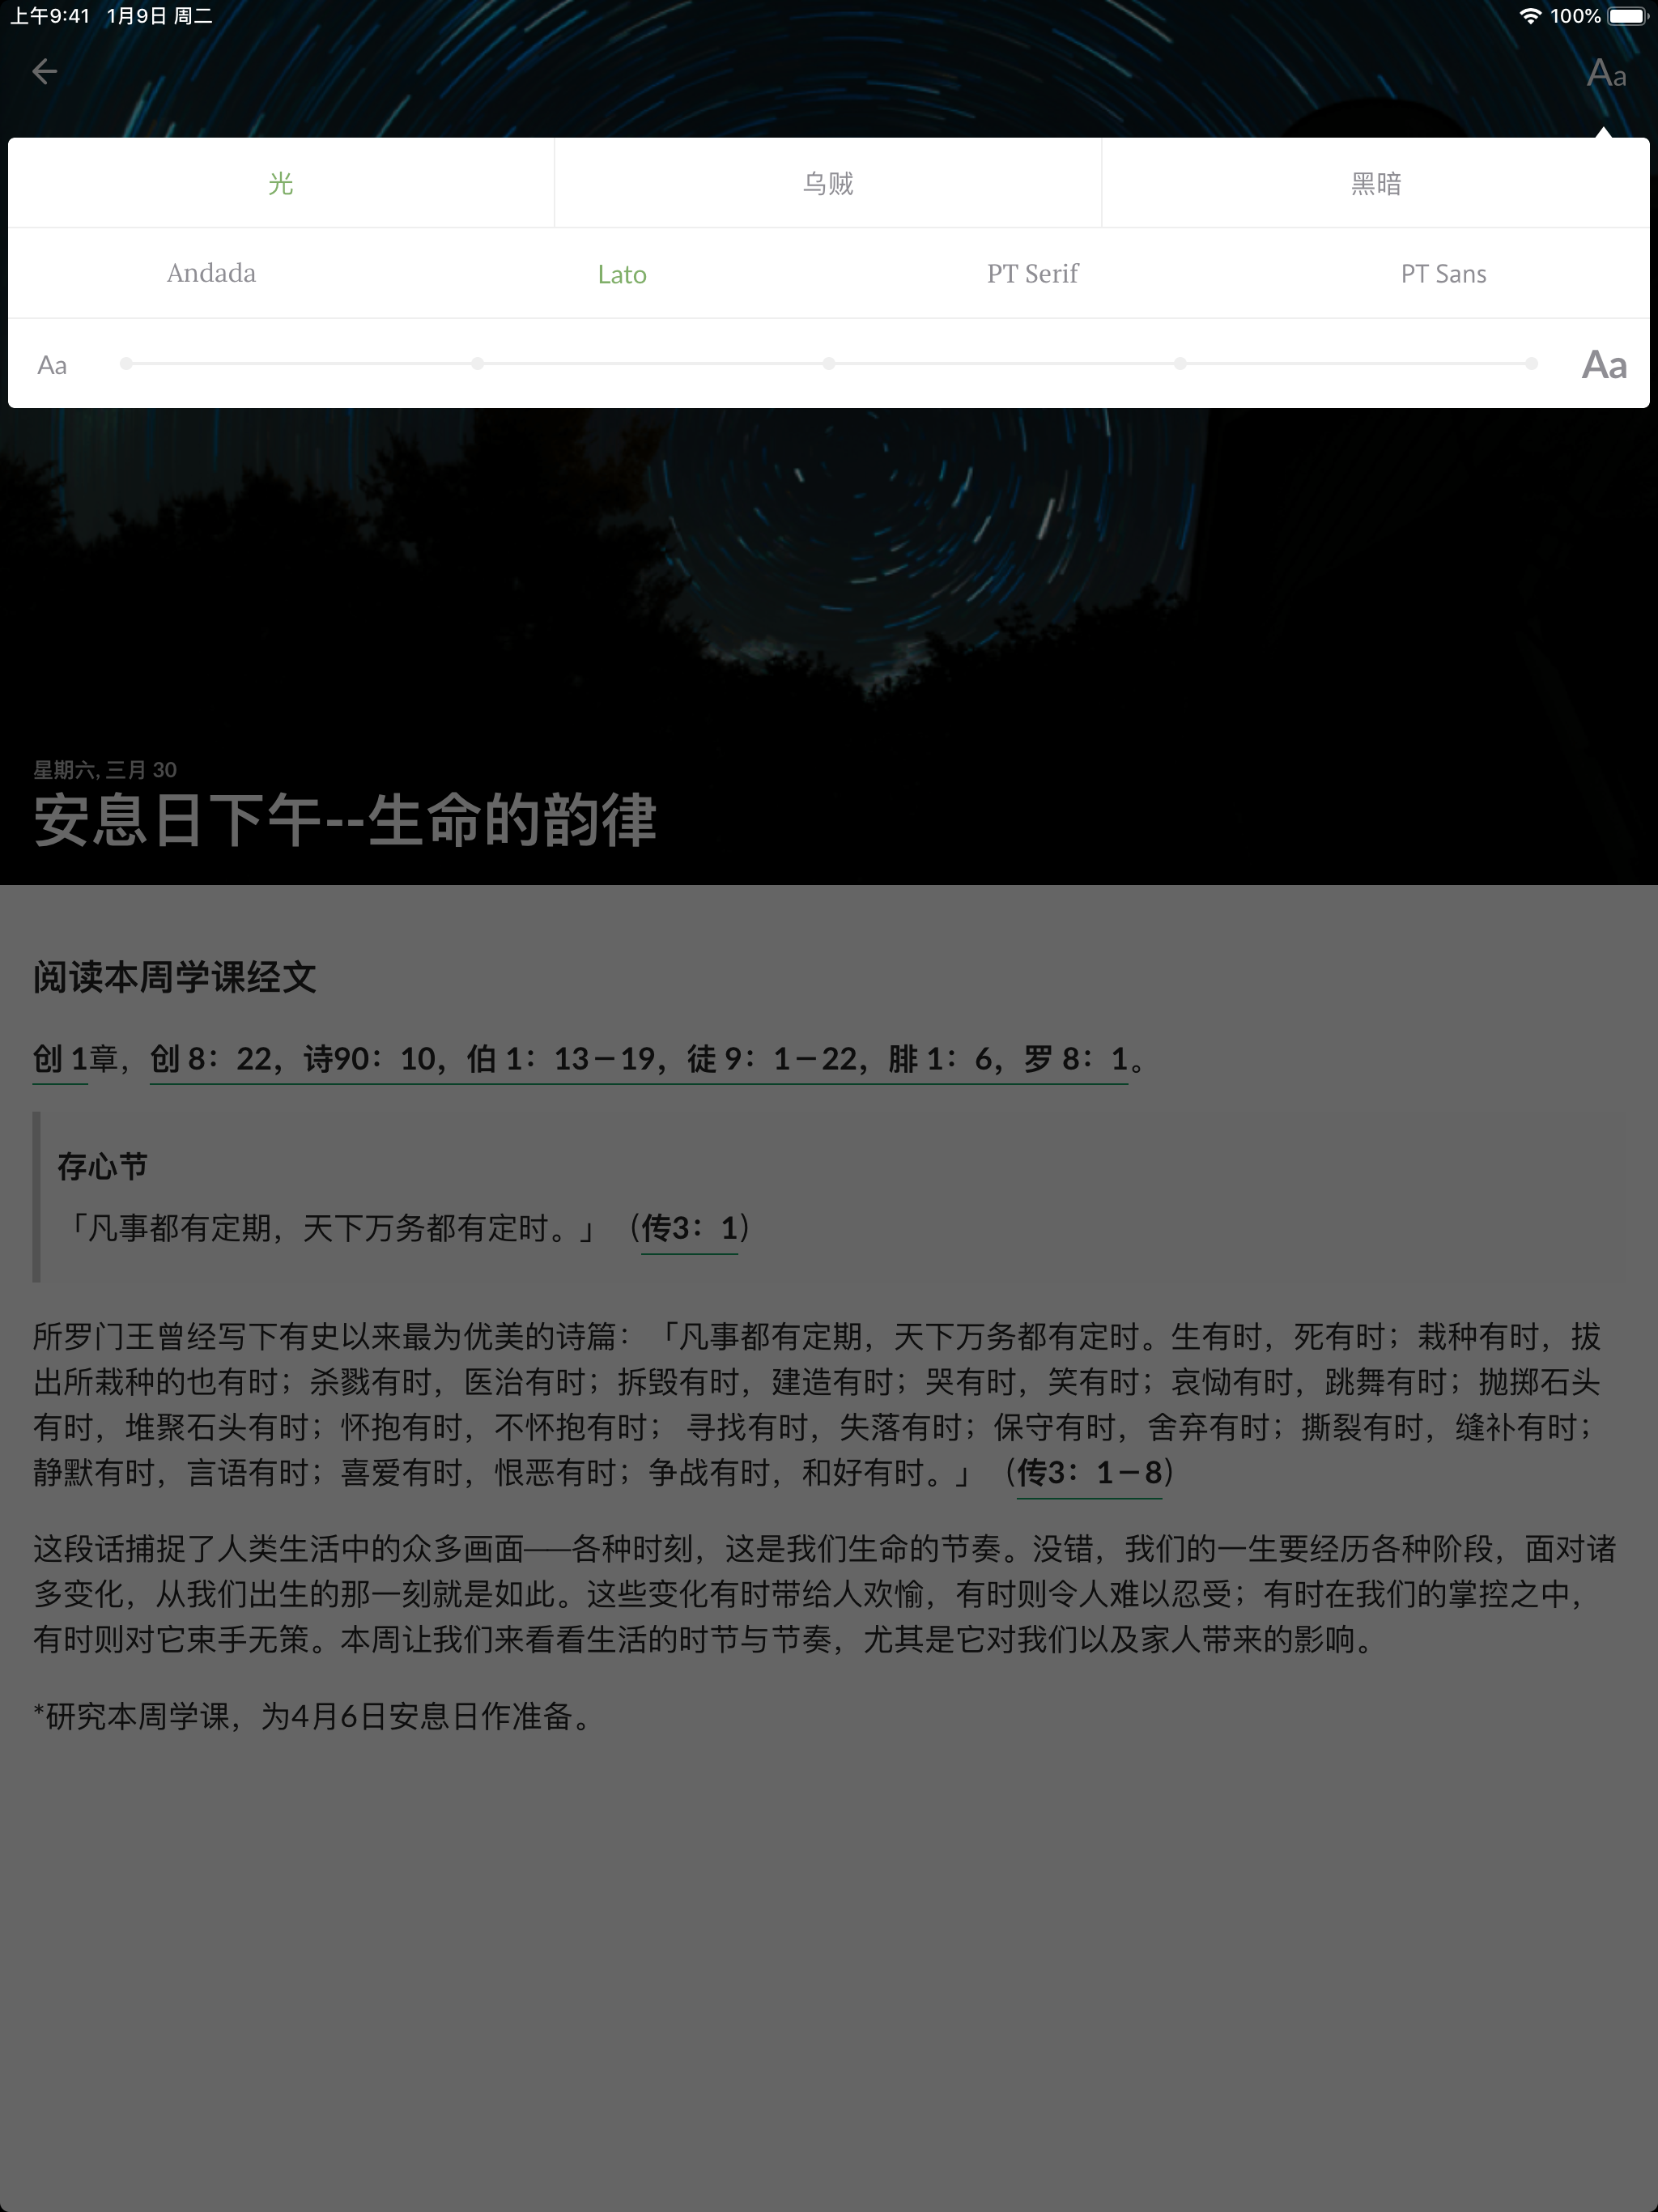 上午9:41 1月9日 周二 100%
Aa
光 乌贼 黑暗
Andada Lato PT Serif PT Sans
Aa Aa
星期六, 三月 30
安息日下午--生命的韵律
阅读本周学课经文
创 1章，创 8：22，诗90：10，伯 1：13－19，徒 9：1－22，腓 1：6，罗 8：1。
存心节
「凡事都有定期，天下万务都有定时。」（传3：1）
所罗门王曾经写下有史以来最为优美的诗篇：「凡事都有定期，天下万务都有定时。生有时，死有时；栽种有时，拔
出所栽种的也有时；杀戮有时，医治有时；拆毁有时，建造有时；哭有时，笑有时；哀恸有时，跳舞有时；抛掷石头
有时，堆聚石头有时；怀抱有时，不怀抱有时； 寻找有时，失落有时；保守有时，舍弃有时；撕裂有时，缝补有时；
静默有时，言语有时；喜爱有时，恨恶有时；争战有时，和好有时。」（传3：1－8）
这段话捕捉了人类生活中的众多画面——各种时刻，这是我们生命的节奏。没错，我们的一生要经历各种阶段，面对诸
多变化，从我们出生的那一刻就是如此。这些变化有时带给人欢愉，有时则令人难以忍受；有时在我们的掌控之中，
有时则对它束手无策。本周让我们来看看生活的时节与节奏，尤其是它对我们以及家人带来的影响。
*研究本周学课，为4月6日安息日作准备。